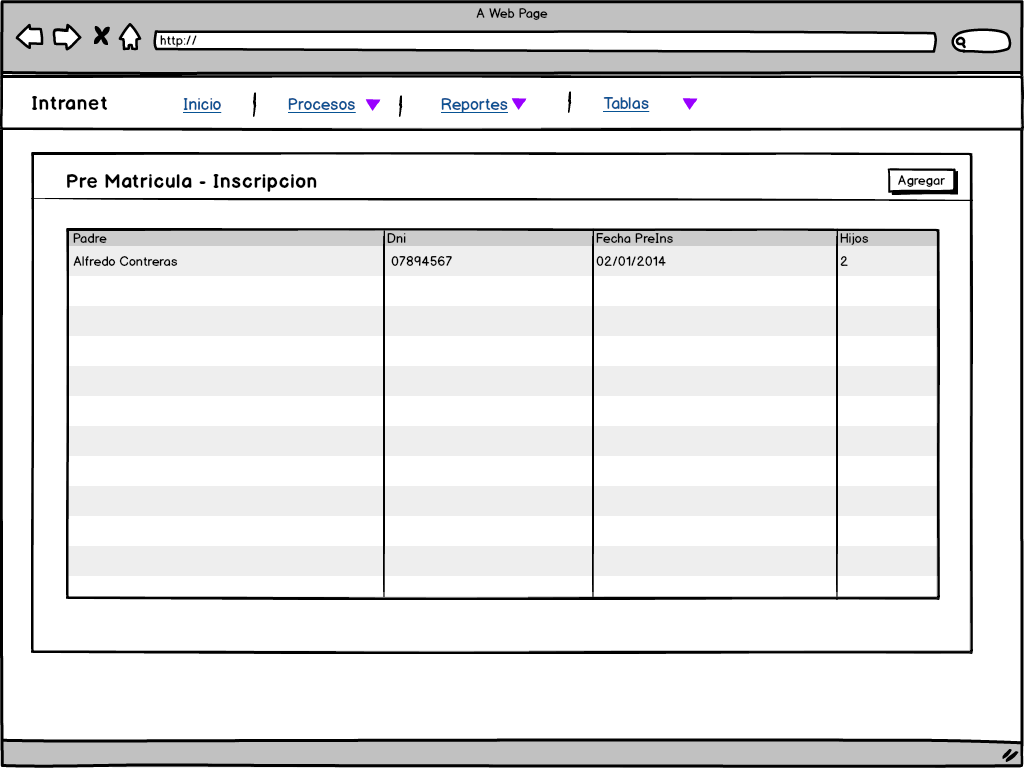 A Web Page
http://
Intranet Inicio Procesos Reportes Tablas
Pre Matricula - Inscripcion Agregar
Padre Dni Fecha PreIns Hijos
Alfredo Contreras 07894567 02/01/2014 2